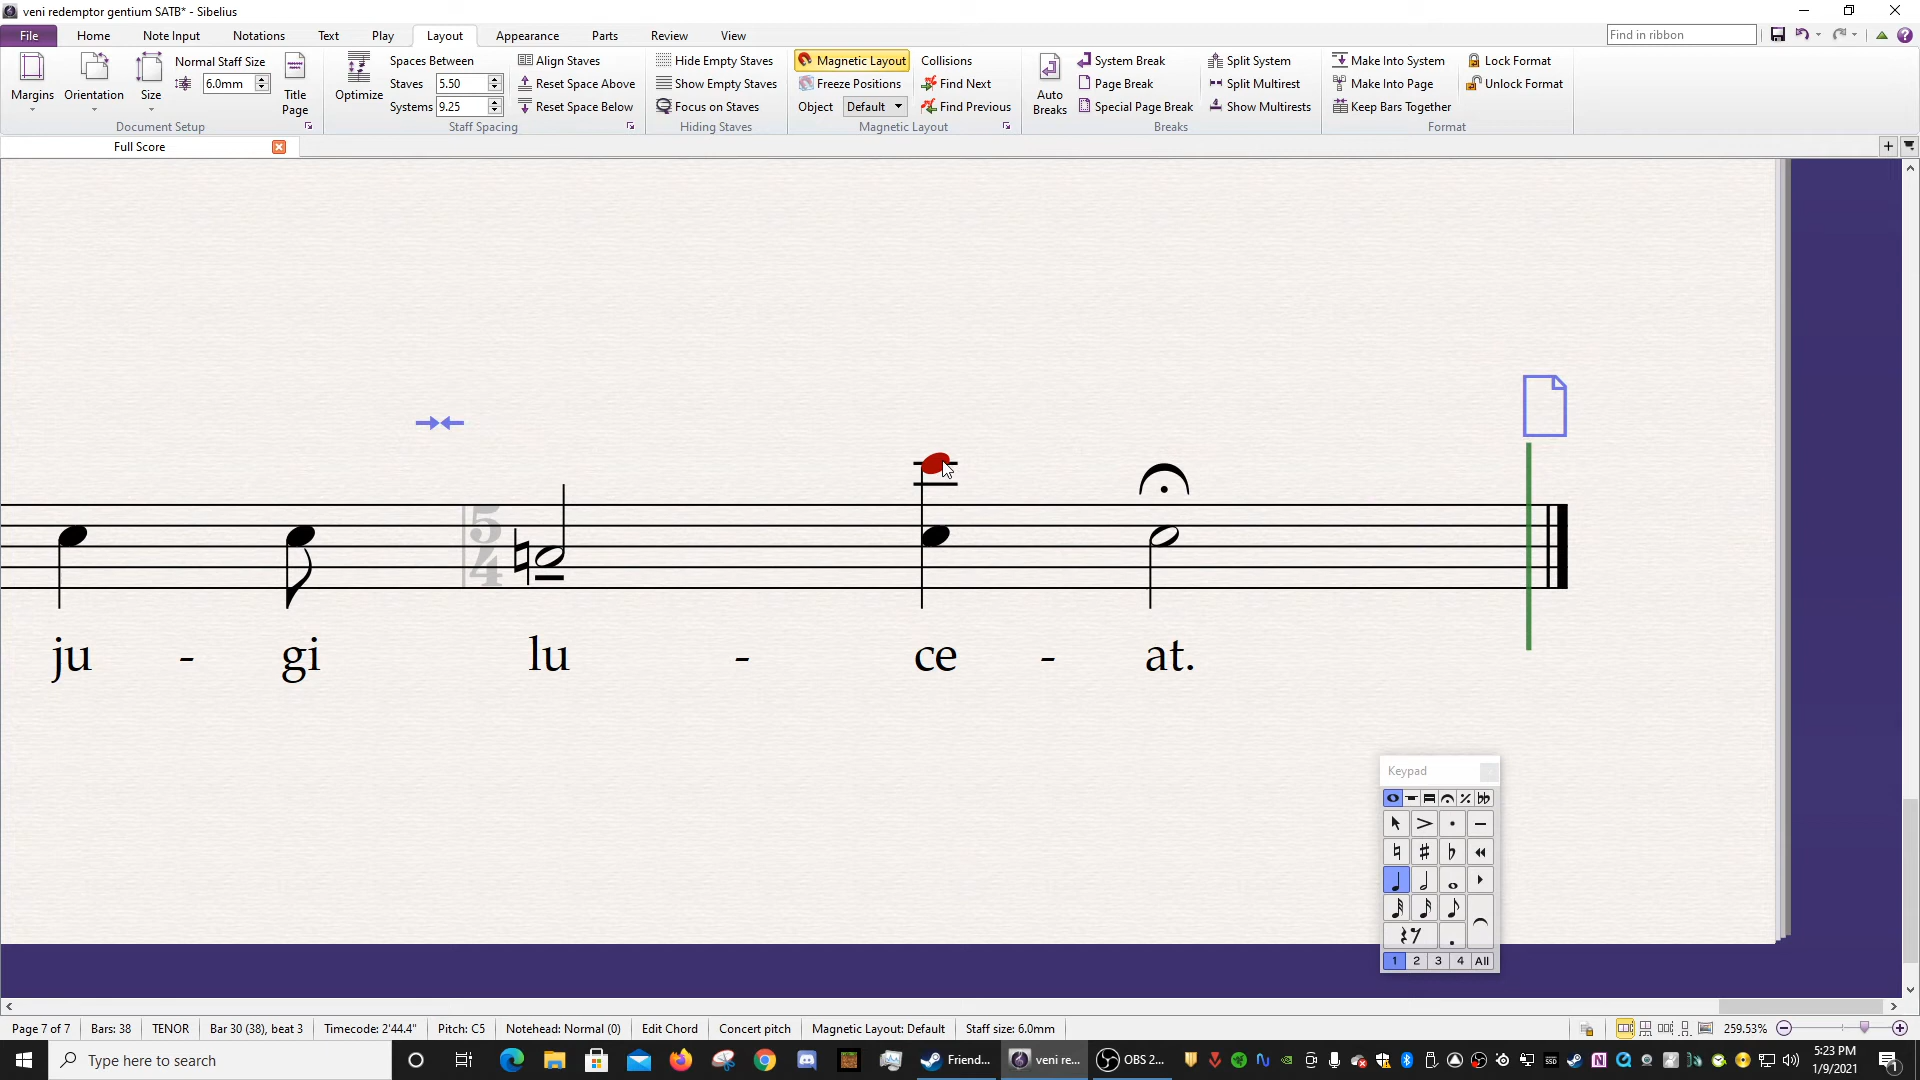 veni redemptor gentium SATB* - Sibelius
File Home Note Input Notations Text Play Layout Appearance Parts Review View Find in ribbon
Margins Orientation Size Normal Staff Size 6.0mm Title Page Document Setup
Optimize Spaces Between Staves 5.50 Systems 9.25 Align Staves Reset Space Above Reset Space Below Staff Spacing
Hide Empty Staves Show Empty Staves Focus on Staves Hiding Staves
Magnetic Layout Freeze Positions Object Default Collisions Find Next Find Previous Magnetic Layout
Auto Breaks System Break Page Break Special Page Break Split System Split Multirest Show Multirests Breaks
Make Into System Make Into Page Keep Bars Together Lock Format Unlock Format Format
Full Score
5
4
ju - gi lu - ce - at.
Keypad
1 2 3 4 All
Page 7 of 7 Bars: 38 TENOR Bar 30 (38), beat 3 Timecode: 2'44.4" Pitch: C5 Notehead: Normal (0) Edit Chord Concert pitch Magnetic Layout: Default Staff size: 6.0mm 259.53%
Type here to search Friend... veni re... OBS 2... 5:23 PM
1/9/2021